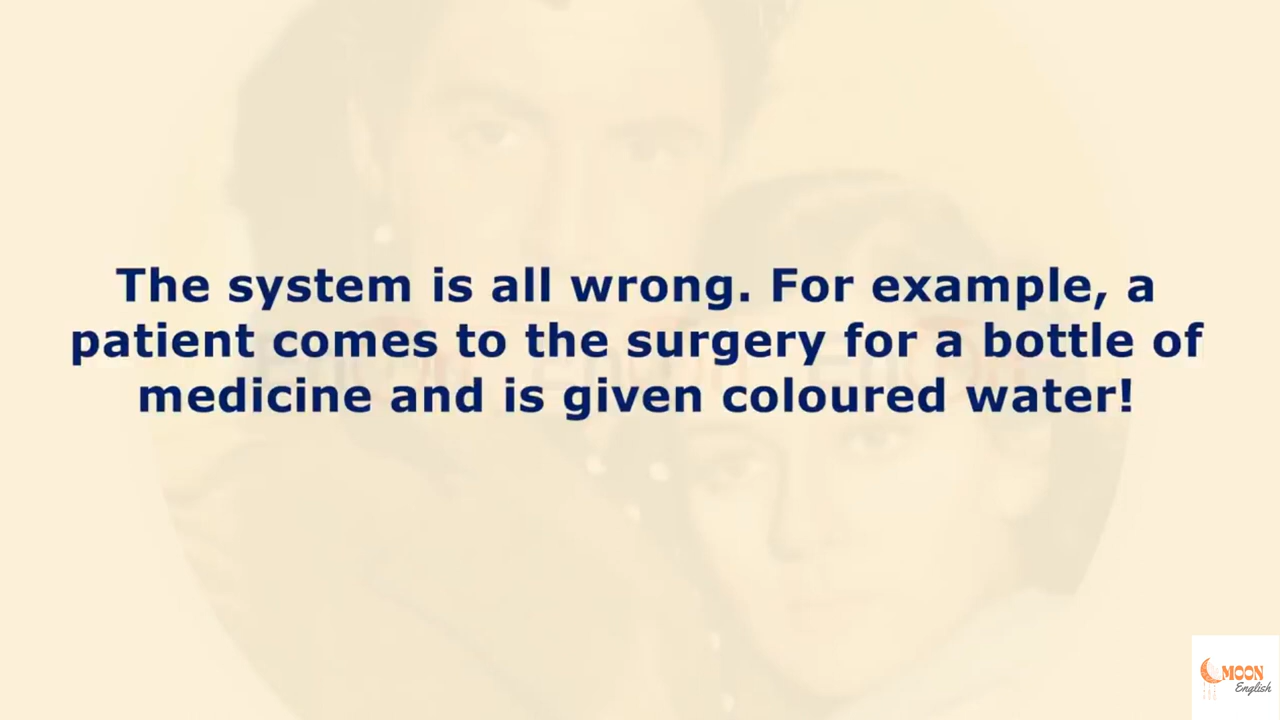 The system is all wrong. For example, a
patient comes to the surgery for a bottle of
medicine and is given coloured water!
MOON
English